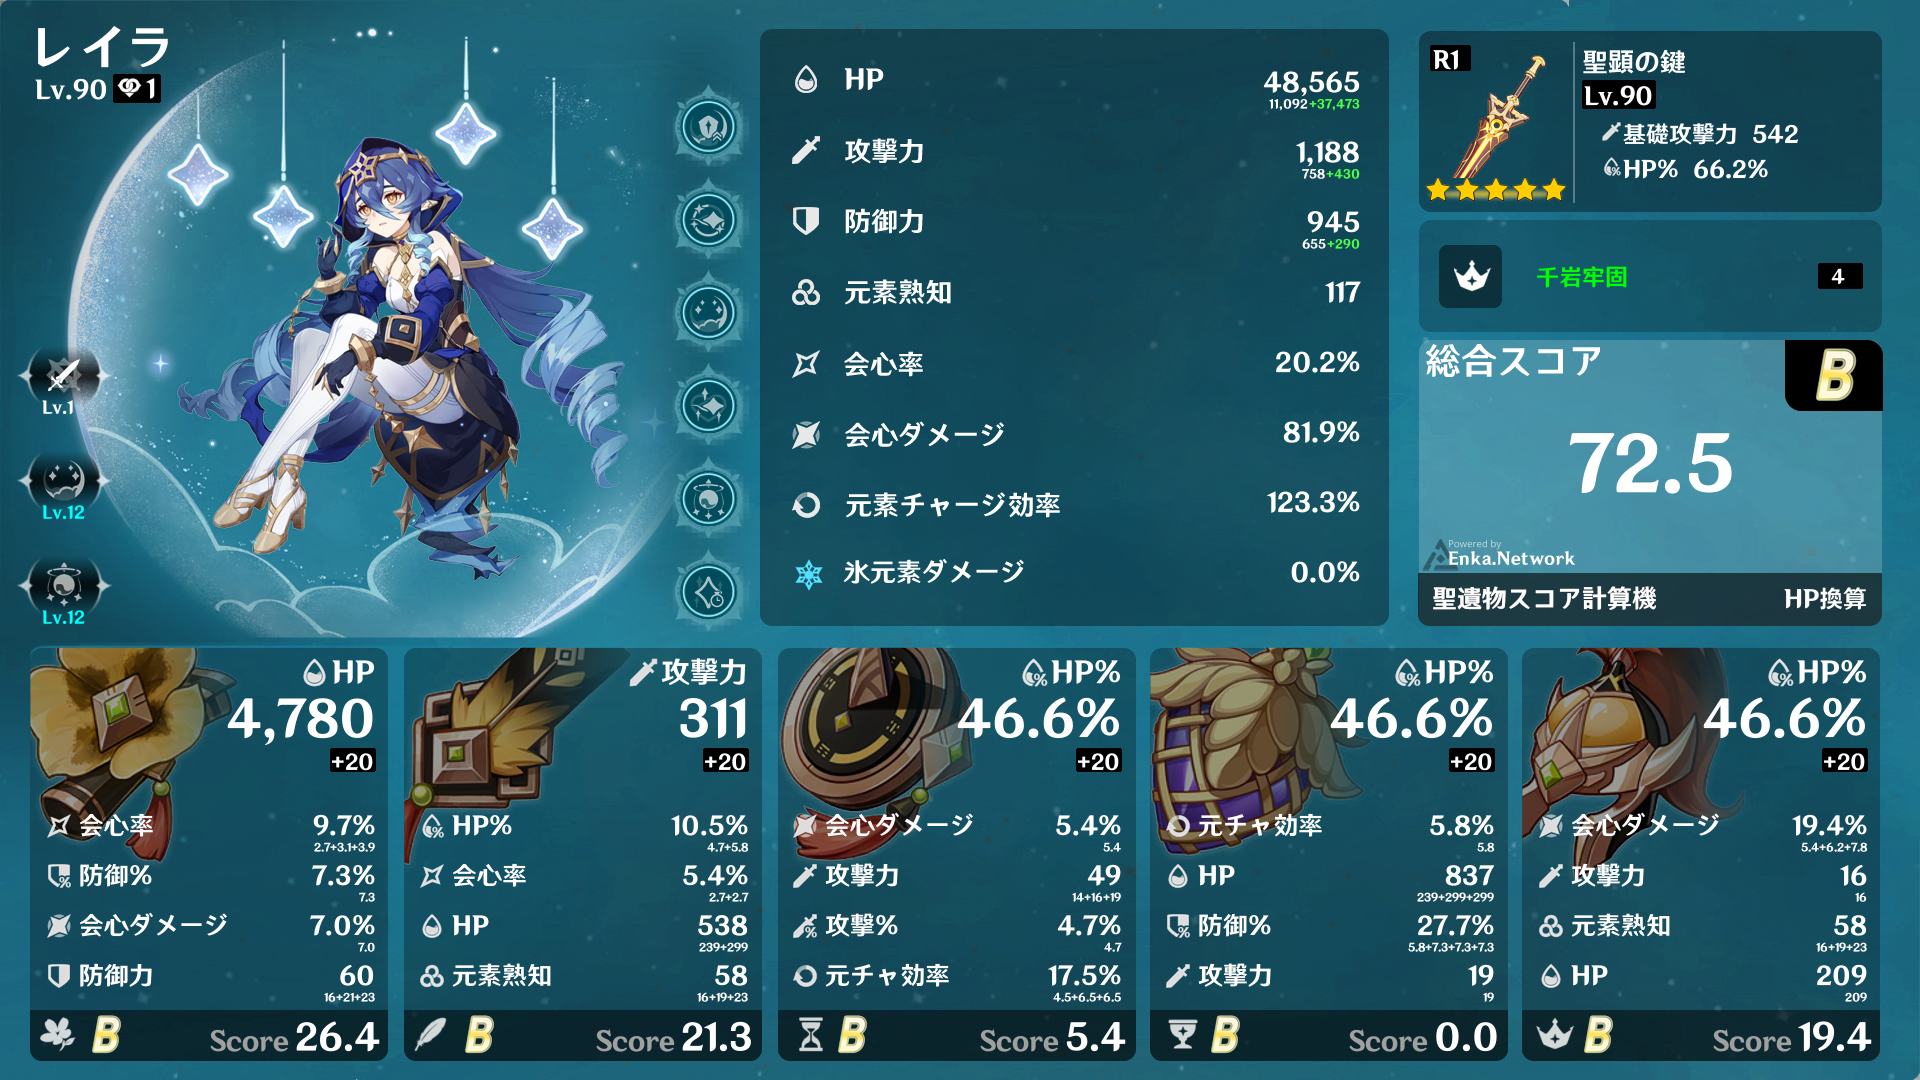 レイラ
Lv.90 1
Lv.1
Lv.12
Lv.12
HP 48,565
11,092+37,473
攻撃力 1,188
758+430
防御力 945
655+290
元素熟知 117
会心率 20.2%
会心ダメージ 81.9%
元素チャージ効率 123.3%
氷元素ダメージ 0.0%
R1
聖顕の鍵
Lv.90
基礎攻撃力 542
HP% 66.2%
千岩牢固 4
総合スコア B
72.5
Powered by
Enka.Network
聖遺物スコア計算機 HP換算
HP
4,780
+20
会心率 9.7%
2.7+3.1+3.9
防御% 7.3%
7.3
会心ダメージ 7.0%
7.0
防御力 60
16+21+23
B Score 26.4
攻撃力
311
+20
HP% 10.5%
4.7+5.8
会心率 5.4%
2.7+2.7
HP 538
239+299
元素熟知 58
16+19+23
B Score 21.3
HP%
46.6%
+20
会心ダメージ 5.4%
5.4
攻撃力 49
14+16+19
攻撃% 4.7%
4.7
元チャ効率 17.5%
4.5+6.5+6.5
B Score 5.4
HP%
46.6%
+20
元チャ効率 5.8%
5.8
HP 837
239+299+299
防御% 27.7%
5.8+7.3+7.3+7.3
攻撃力 19
19
B Score 0.0
HP%
46.6%
+20
会心ダメージ 19.4%
5.4+6.2+7.8
攻撃力 16
16
元素熟知 58
16+19+23
HP 209
209
B Score 19.4